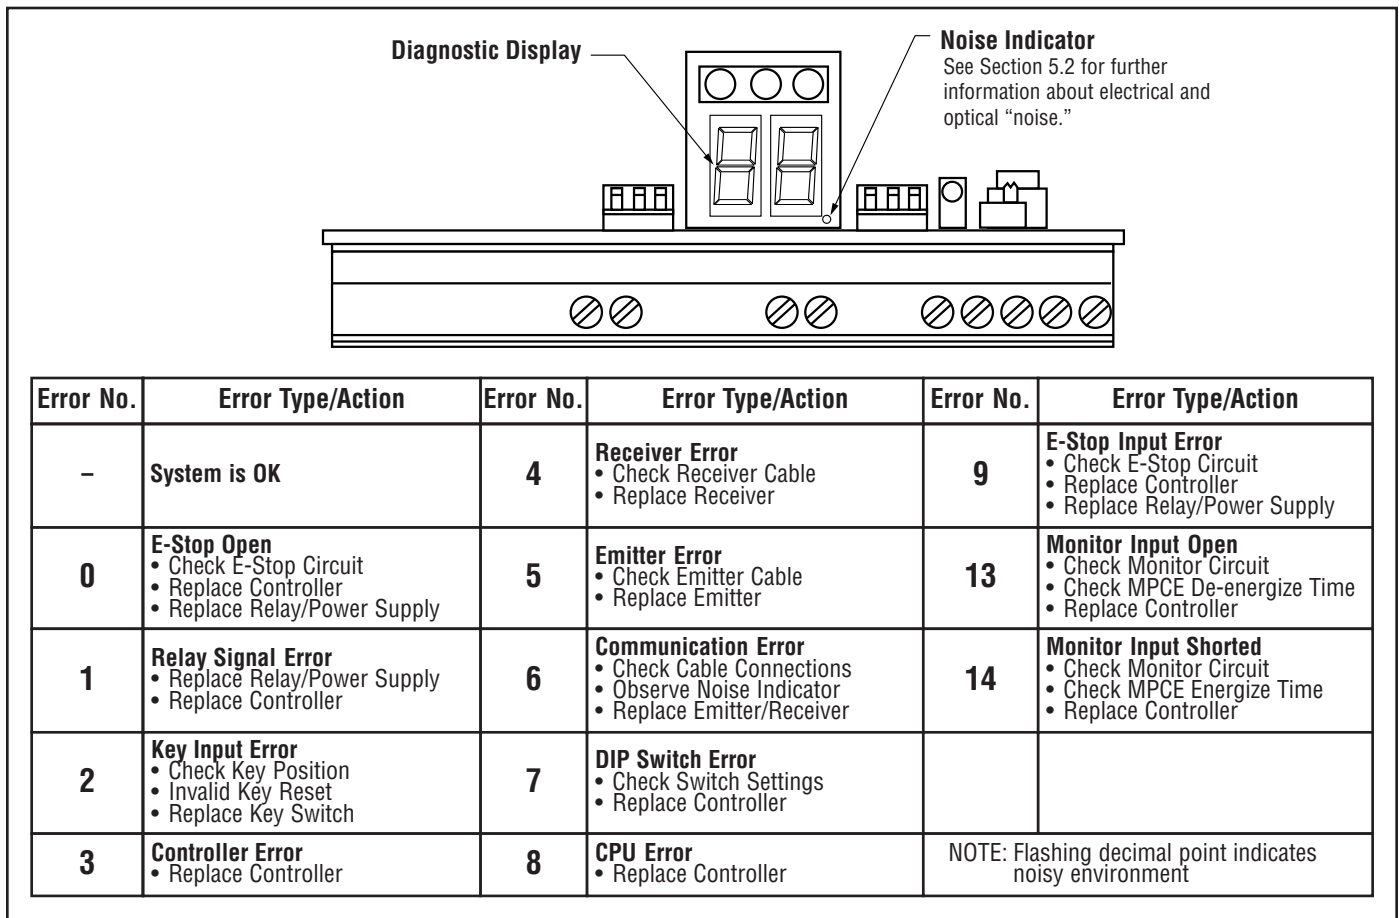 Diagnostic Display
Noise Indicator
See Section 5.2 for further
information about electrical and
optical “noise.”
Error No.
Error Type/Action
Error No.
Error Type/Action
Error No.
Error Type/Action
–
System is OK
4
Receiver Error
• Check Receiver Cable
• Replace Receiver
9
E-Stop Input Error
• Check E-Stop Circuit
• Replace Controller
• Replace Relay/Power Supply
0
E-Stop Open
• Check E-Stop Circuit
• Replace Controller
• Replace Relay/Power Supply
5
Emitter Error
• Check Emitter Cable
• Replace Emitter
13
Monitor Input Open
• Check Monitor Circuit
• Check MPCE De-energize Time
• Replace Controller
1
Relay Signal Error
• Replace Relay/Power Supply
• Replace Controller
6
Communication Error
• Check Cable Connections
• Observe Noise Indicator
• Replace Emitter/Receiver
14
Monitor Input Shorted
• Check Monitor Circuit
• Check MPCE Energize Time
• Replace Controller
2
Key Input Error
• Check Key Position
• Invalid Key Reset
• Replace Key Switch
7
DIP Switch Error
• Check Switch Settings
• Replace Controller
3
Controller Error
• Replace Controller
8
CPU Error
• Replace Controller
NOTE: Flashing decimal point indicates
noisy environment